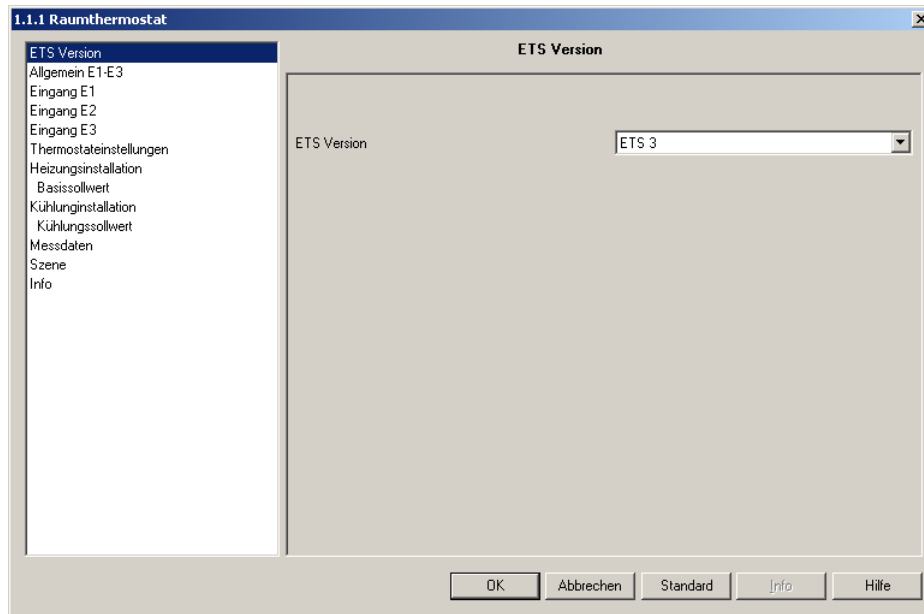 1.1.1 Raumthermostat
ETS Version
Allgemein E1-E3
Eingang E1
Eingang E2
Eingang E3
Thermostateinstellungen
Heizungsinstallation
Basissollwert
Kühlunginstallation
Kühlungssollwert
Messdaten
Szene
Info
ETS Version
ETS Version ETS 3
OK Abbrechen Standard Info Hilfe